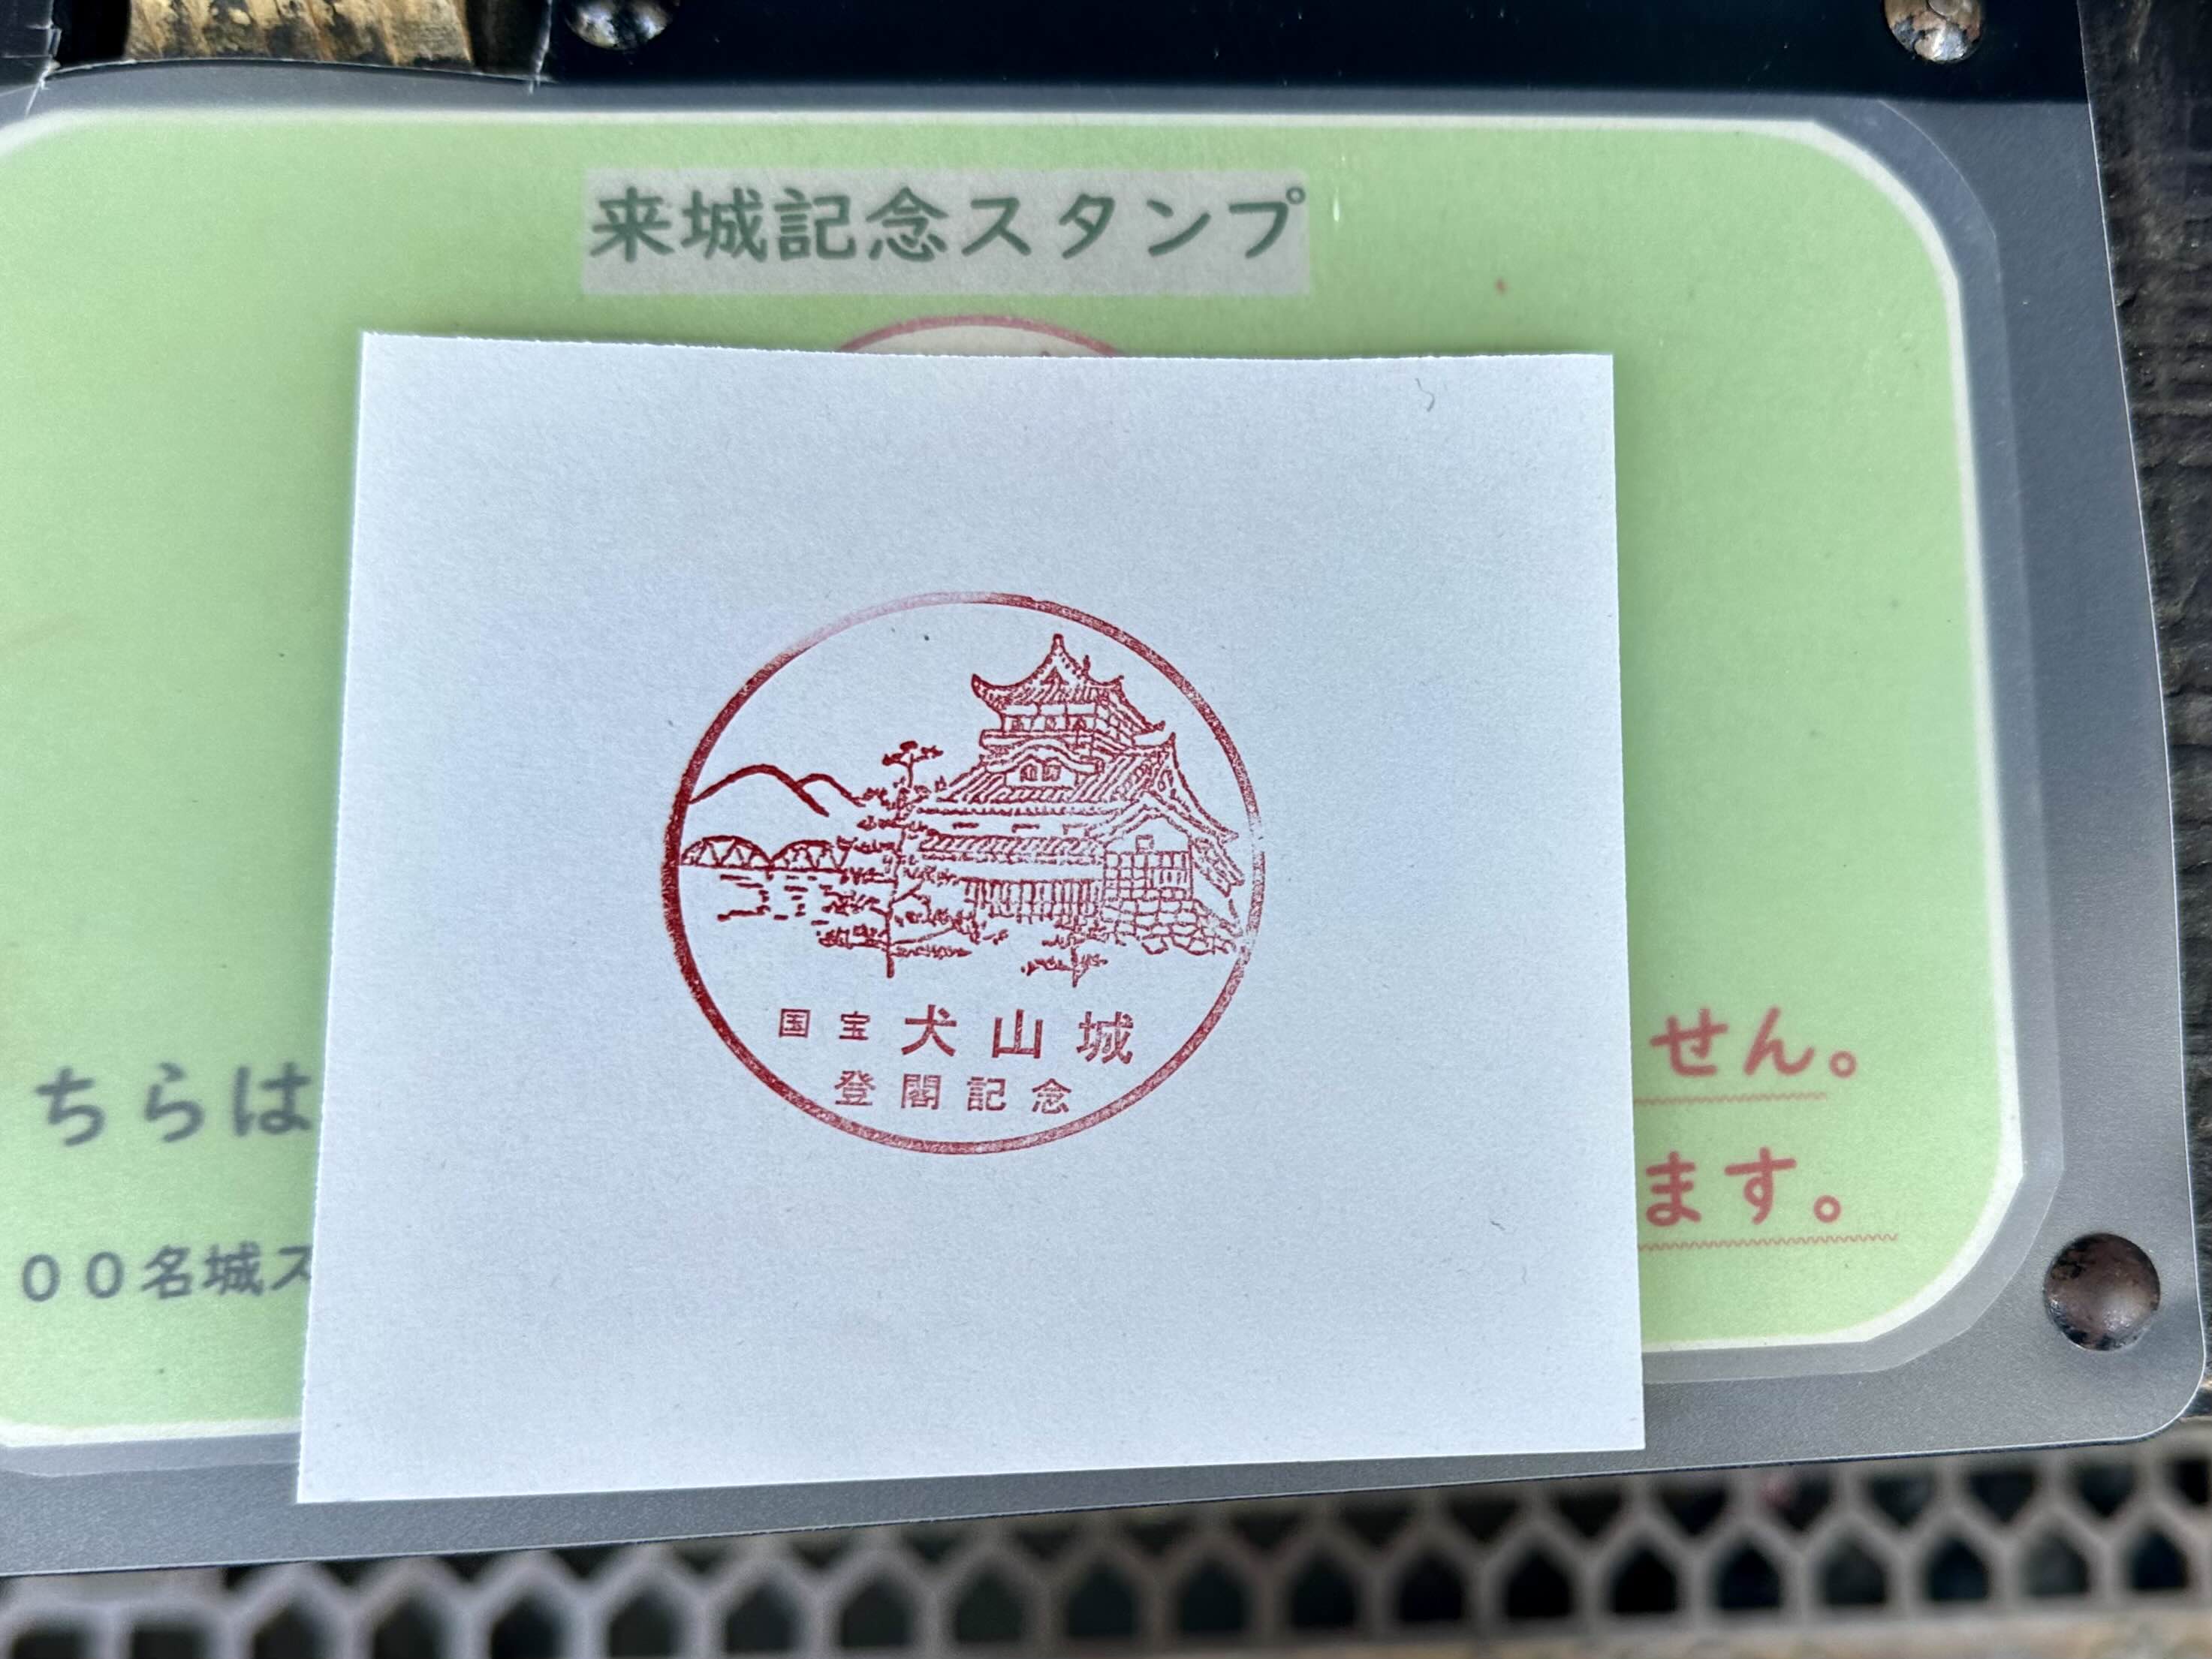 来城記念スタンプ
国宝 犬山城
登閣記念
ちらは
せん。
ます。
００名城ス